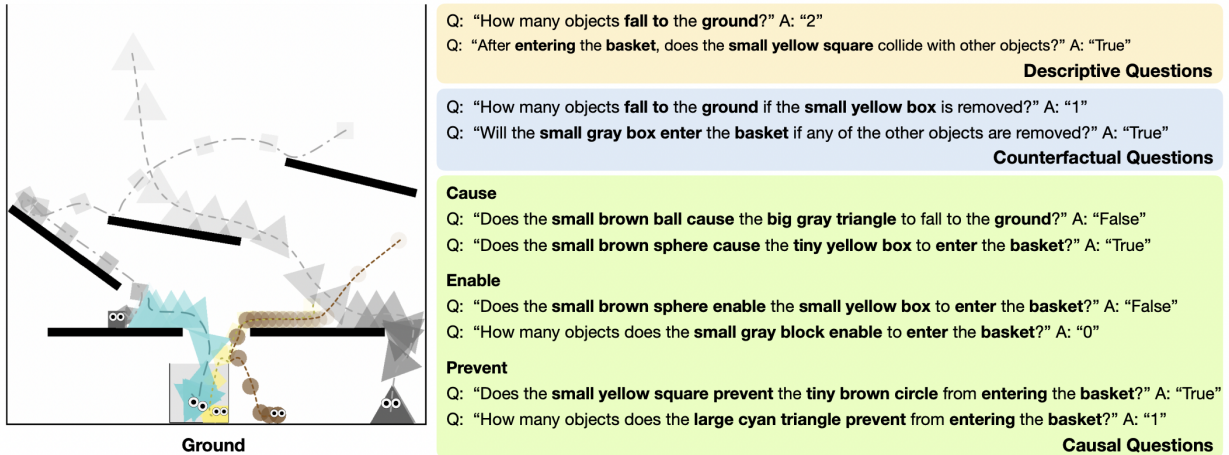 Ground
Q: “How many objects fall to the ground?” A: “2”
Q: “After entering the basket, does the small yellow square collide with other objects?” A: “True”
Descriptive Questions
Q: “How many objects fall to the ground if the small yellow box is removed?” A: “1”
Q: “Will the small gray box enter the basket if any of the other objects are removed?” A: “True”
Counterfactual Questions
Cause
Q: “Does the small brown ball cause the big gray triangle to fall to the ground?” A: “False”
Q: “Does the small brown sphere cause the tiny yellow box to enter the basket?” A: “True”
Enable
Q: “Does the small brown sphere enable the small yellow box to enter the basket?” A: “False”
Q: “How many objects does the small gray block enable to enter the basket?” A: “0”
Prevent
Q: “Does the small yellow square prevent the tiny brown circle from entering the basket?” A: “True”
Q: “How many objects does the large cyan triangle prevent from entering the basket?” A: “1”
Causal Questions